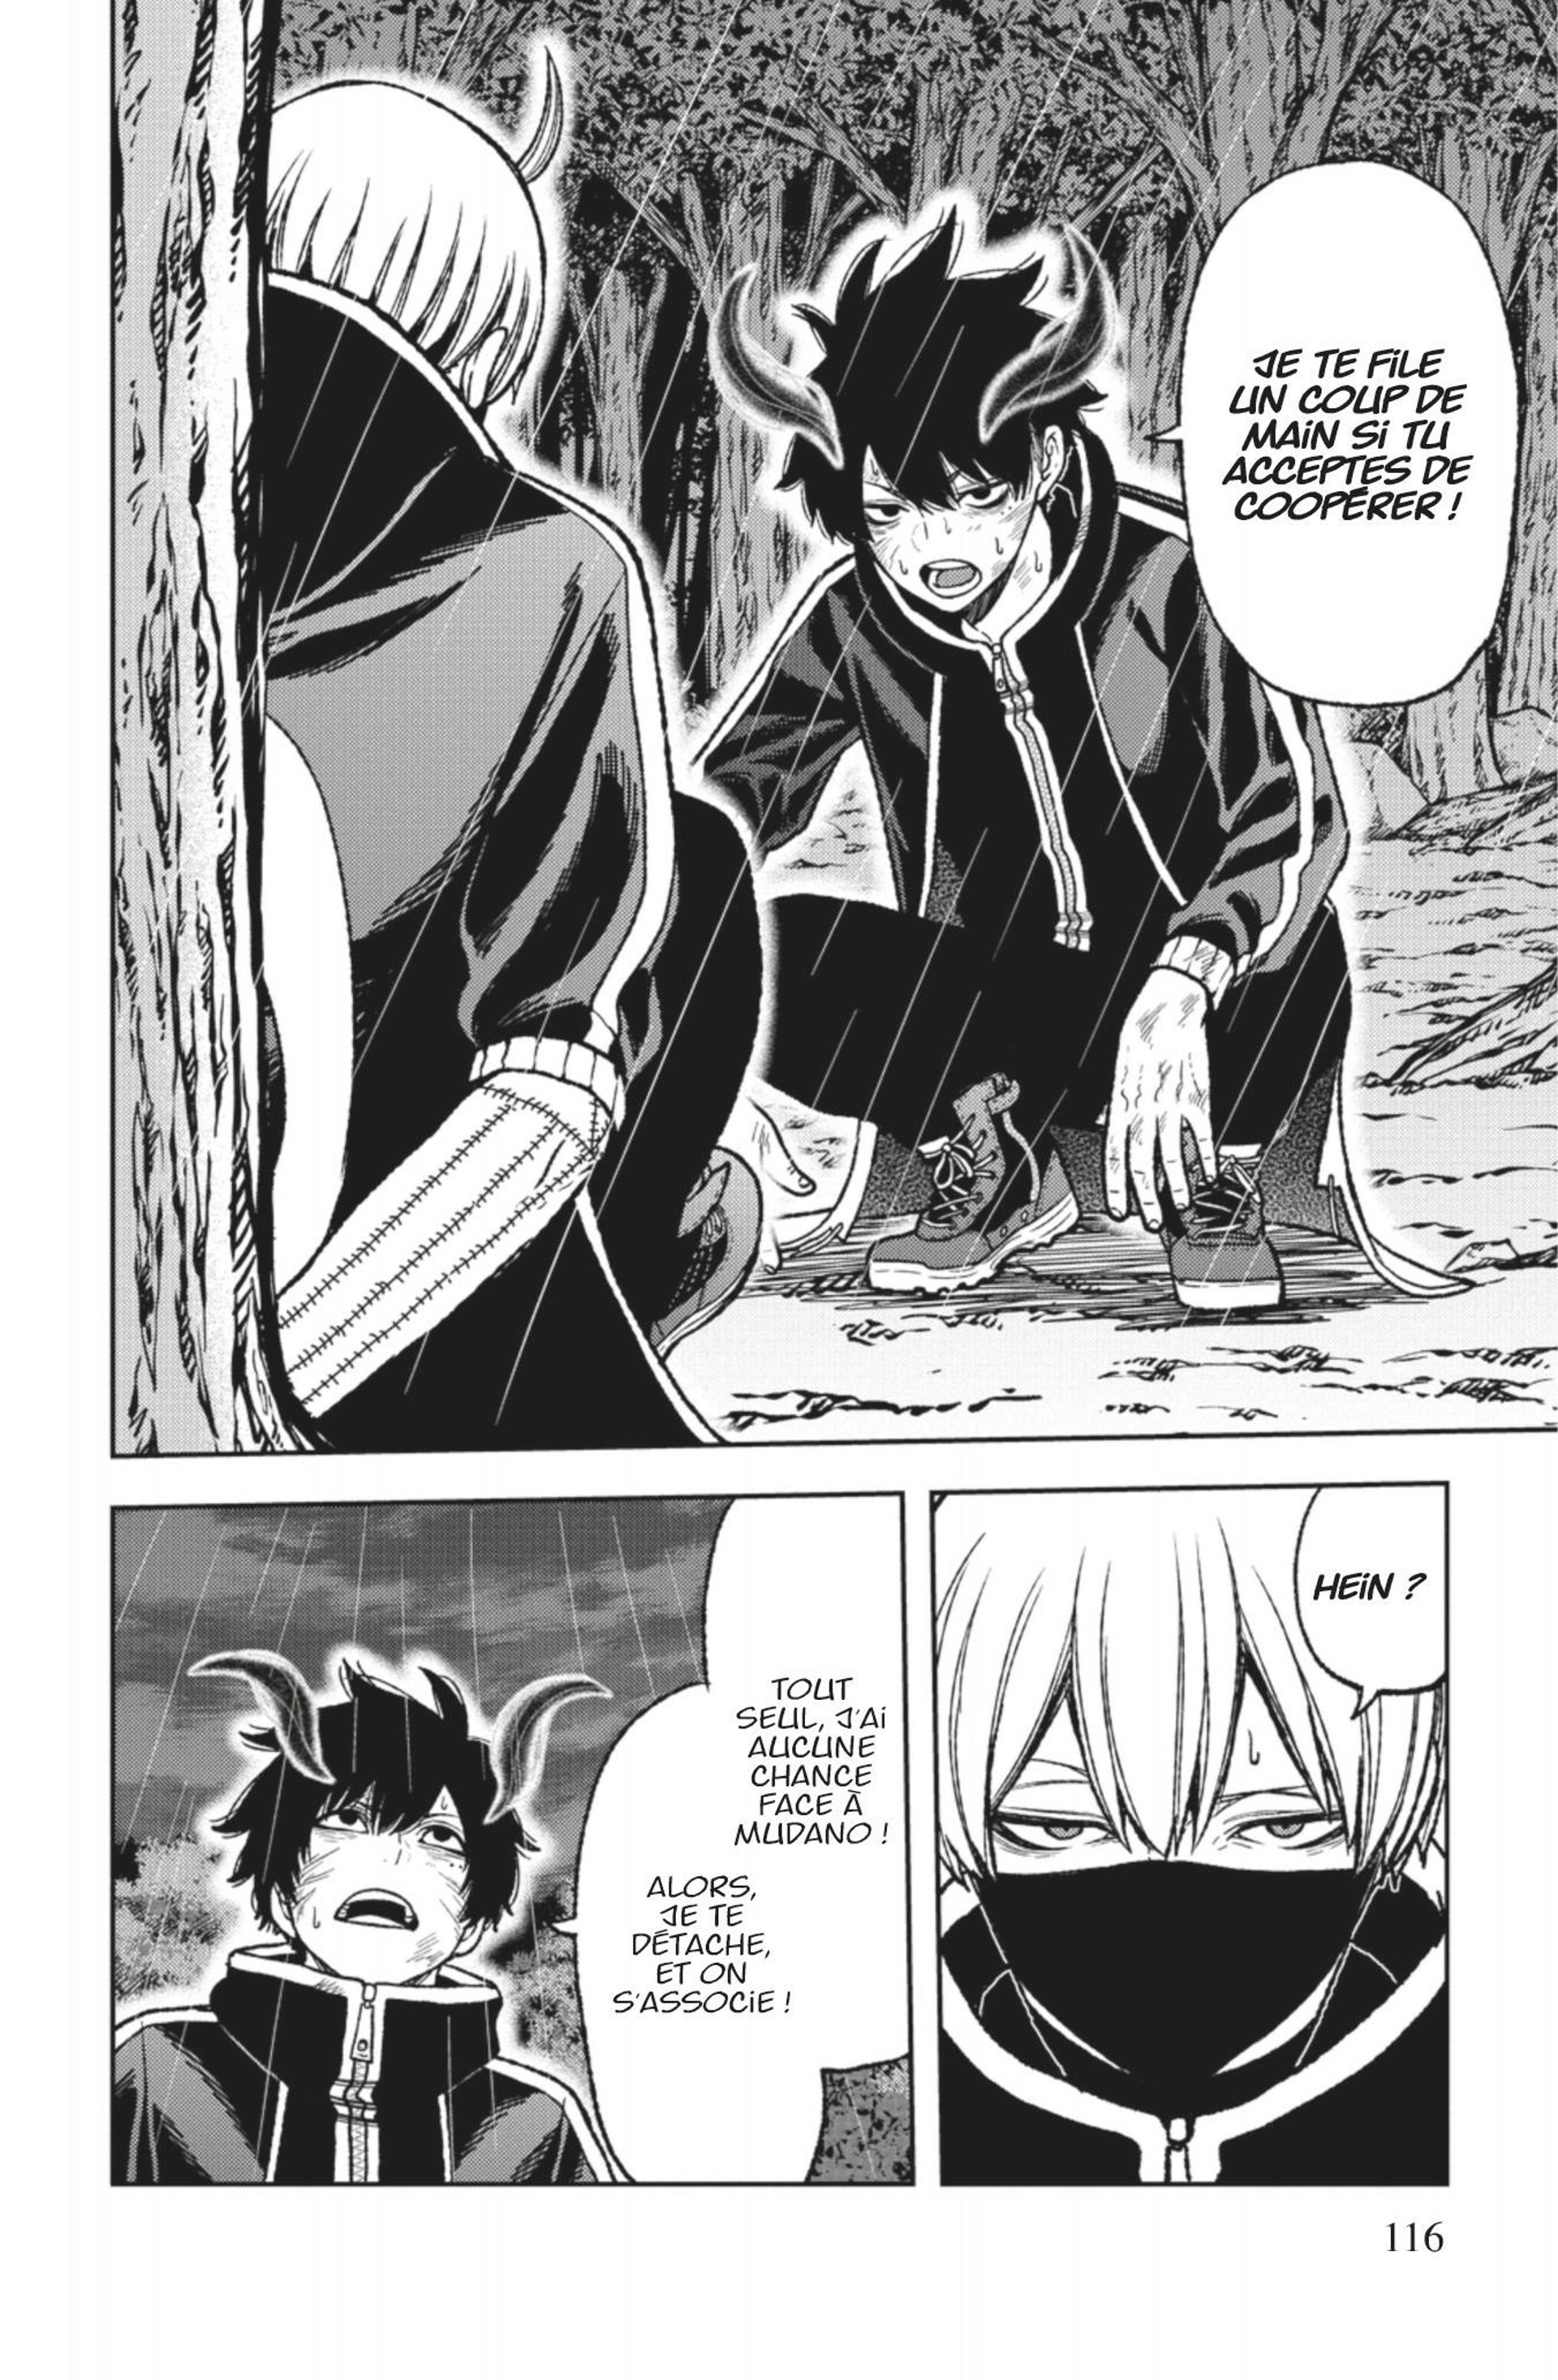 JE TE FILE
UN COUP DE
MAIN SI TU
ACCEPTES DE
COOPÉRER !
HEIN ?
TOUT
SEUL, J'AI
AUCUNE
CHANCE
FACE À
MUDANO !
ALORS,
JE TE
DÉTACHE,
ET ON
S'ASSOCIE !
116